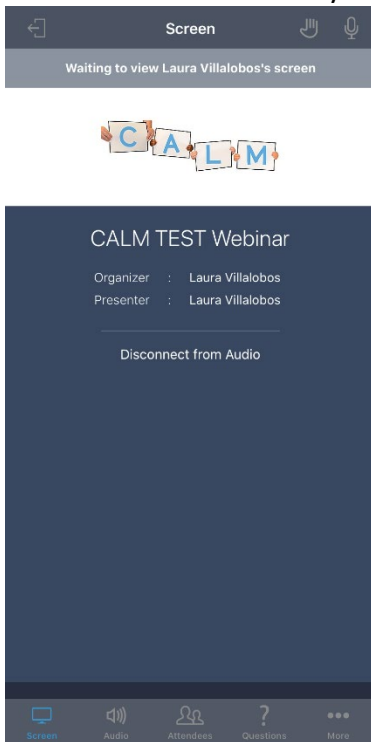 Screen
Waiting to view Laura Villalobos's screen
C A L M
CALM TEST Webinar
Organizer : Laura Villalobos
Presenter : Laura Villalobos
Disconnect from Audio
Screen Audio Attendees Questions More